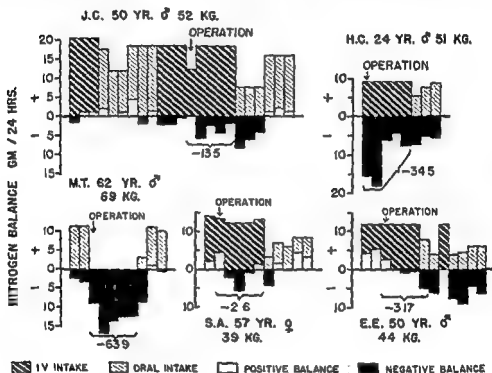 J.C. 50 YR. ♂ 52 KG.
OPERATION
20
15
10
5
+
0
-
5
10
-135
H.C. 24 YR. ♂ 51 KG.
OPERATION
10
+
0
-
10
20
-345
NITROGEN BALANCE GM / 24 HRS.
M.T. 62 YR. ♂
69 KG.
OPERATION
10
5
+
0
-
5
10
15
-639
OPERATION
15
10
5
+
0
-
5
10
-26
S.A. 57 YR. ♀
39 KG.
OPERATION
10
+
0
-
10
-317
E.E. 50 YR. ♂
44 KG.
IV INTAKE
ORAL INTAKE
POSITIVE BALANCE
NEGATIVE BALANCE